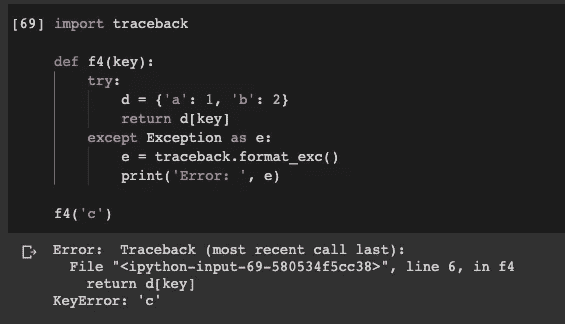 [69] import traceback
def f4(key):
try:
d = {'a': 1, 'b': 2}
return d[key]
except Exception as e:
e = traceback.format_exc()
print('Error: ', e)
f4('c')
Error:  Traceback (most recent call last):
File "<ipython-input-69-580534f5cc38>", line 6, in f4
return d[key]
KeyError: 'c'